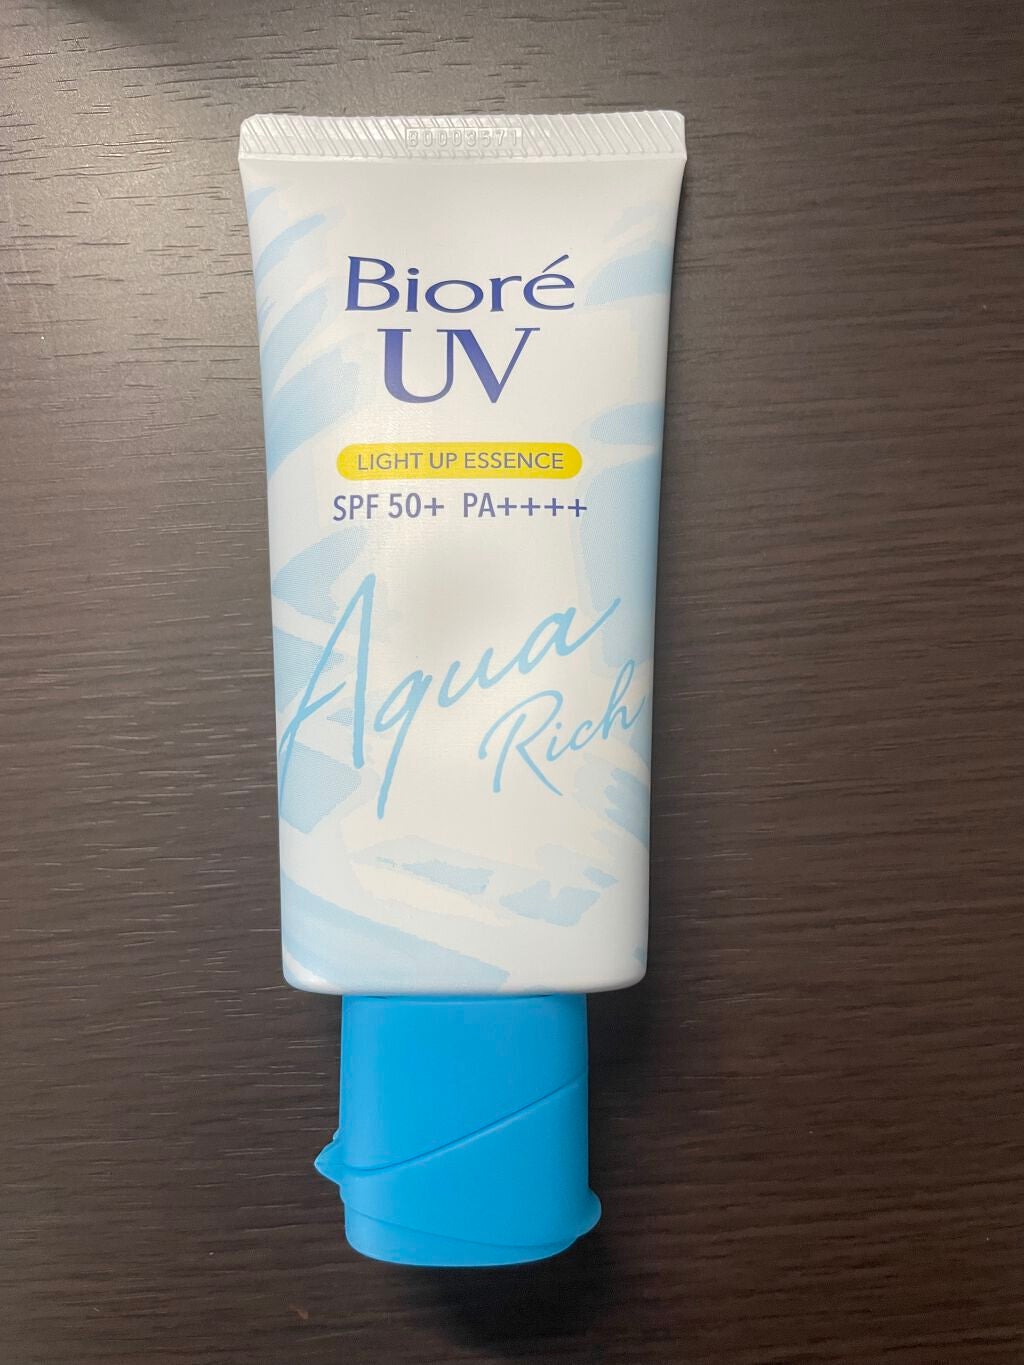 80003571
Bioré
UV
LIGHT UP ESSENCE
SPF 50+ PA++++
Aqua
Rich